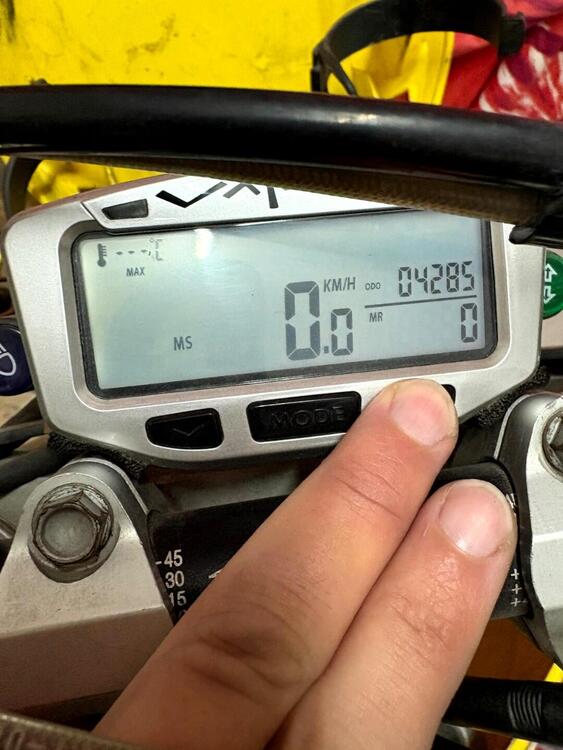 ---.-°C
MAX
MS
0.0 KM/H
ODO 04285
MR 0
MODE
-45
30
15